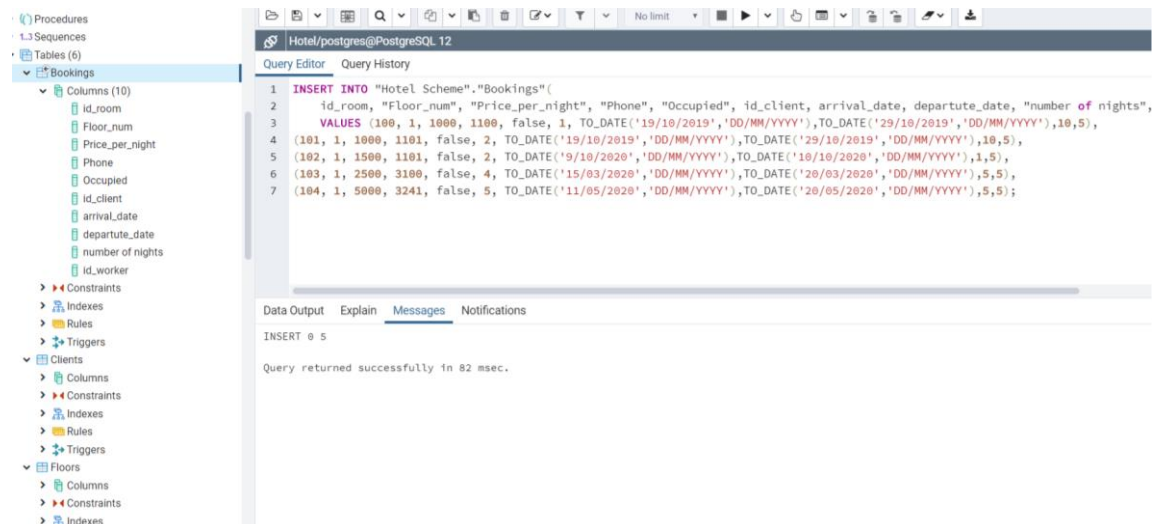 Procedures
1..3 Sequences
Tables (6)
Bookings
Columns (10)
id_room
Floor_num
Price_per_night
Phone
Occupied
id_client
arrival_date
departute_date
number of nights
id_worker
Constraints
Indexes
Rules
Triggers
Clients
Columns
Constraints
Indexes
Rules
Triggers
Floors
Columns
Constraints
Indexes
No limit
Hotel/postgres@PostgreSQL 12
Query Editor Query History
1 INSERT INTO "Hotel Scheme"."Bookings"(
2 id_room, "Floor_num", "Price_per_night", "Phone", "Occupied", id_client, arrival_date, departute_date, "number of nights",
3 VALUES (100, 1, 1000, 1100, false, 1, TO_DATE('19/10/2019','DD/MM/YYYY'),TO_DATE('29/10/2019','DD/MM/YYYY'),10,5),
4 (101, 1, 1000, 1101, false, 2, TO_DATE('19/10/2019','DD/MM/YYYY'),TO_DATE('29/10/2019','DD/MM/YYYY'),10,5),
5 (102, 1, 1500, 1101, false, 2, TO_DATE('9/10/2020','DD/MM/YYYY'),TO_DATE('10/10/2020','DD/MM/YYYY'),1,5),
6 (103, 1, 2500, 3100, false, 4, TO_DATE('15/03/2020','DD/MM/YYYY'),TO_DATE('20/03/2020','DD/MM/YYYY'),5,5),
7 (104, 1, 5000, 3241, false, 5, TO_DATE('11/05/2020','DD/MM/YYYY'),TO_DATE('20/05/2020','DD/MM/YYYY'),5,5);
Data Output Explain Messages Notifications
INSERT 0 5
Query returned successfully in 82 msec.